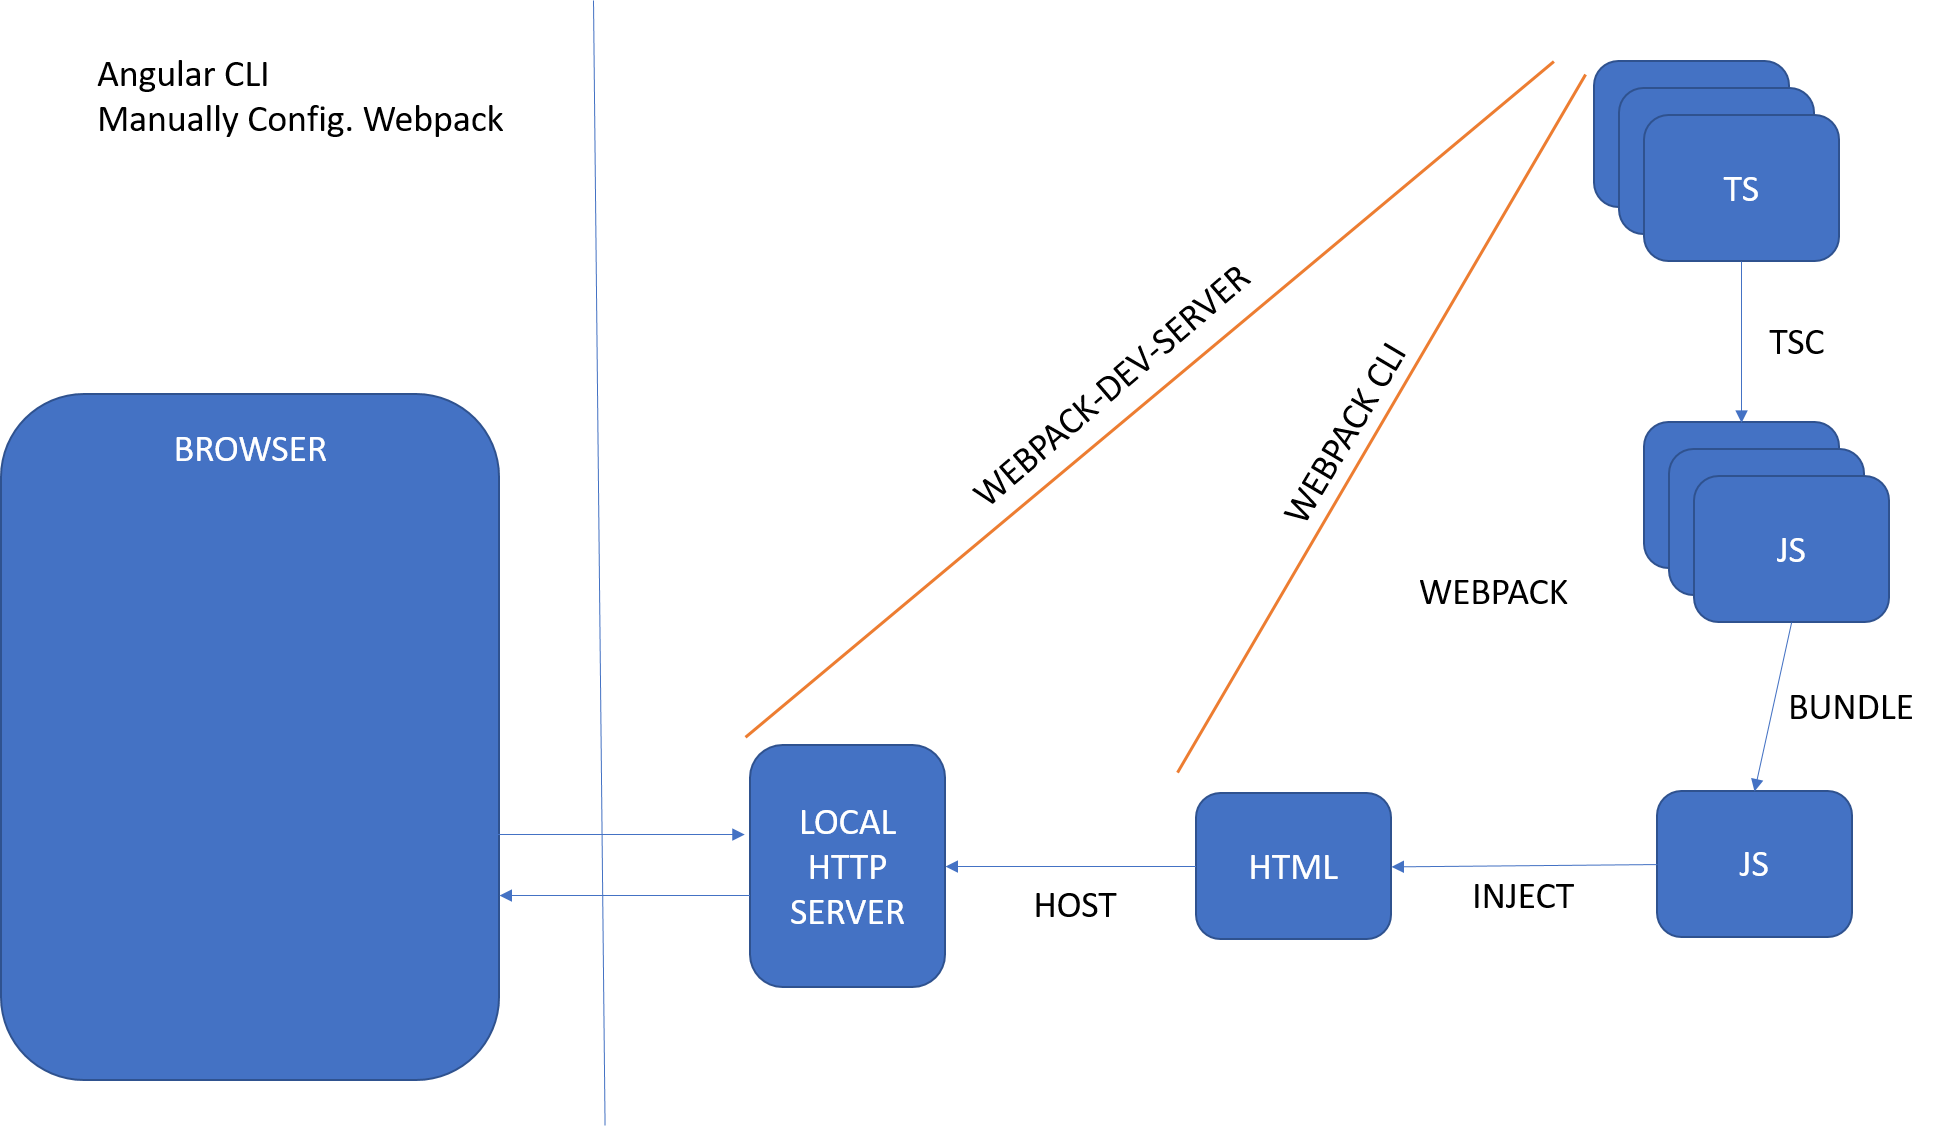 Angular CLI
Manually Config. Webpack
TS
TSC
WEBPACK-DEV-SERVER
WEBPACK CLI
BROWSER
JS
WEBPACK
BUNDLE
LOCAL
HTTP
SERVER
HOST
HTML
INJECT
JS